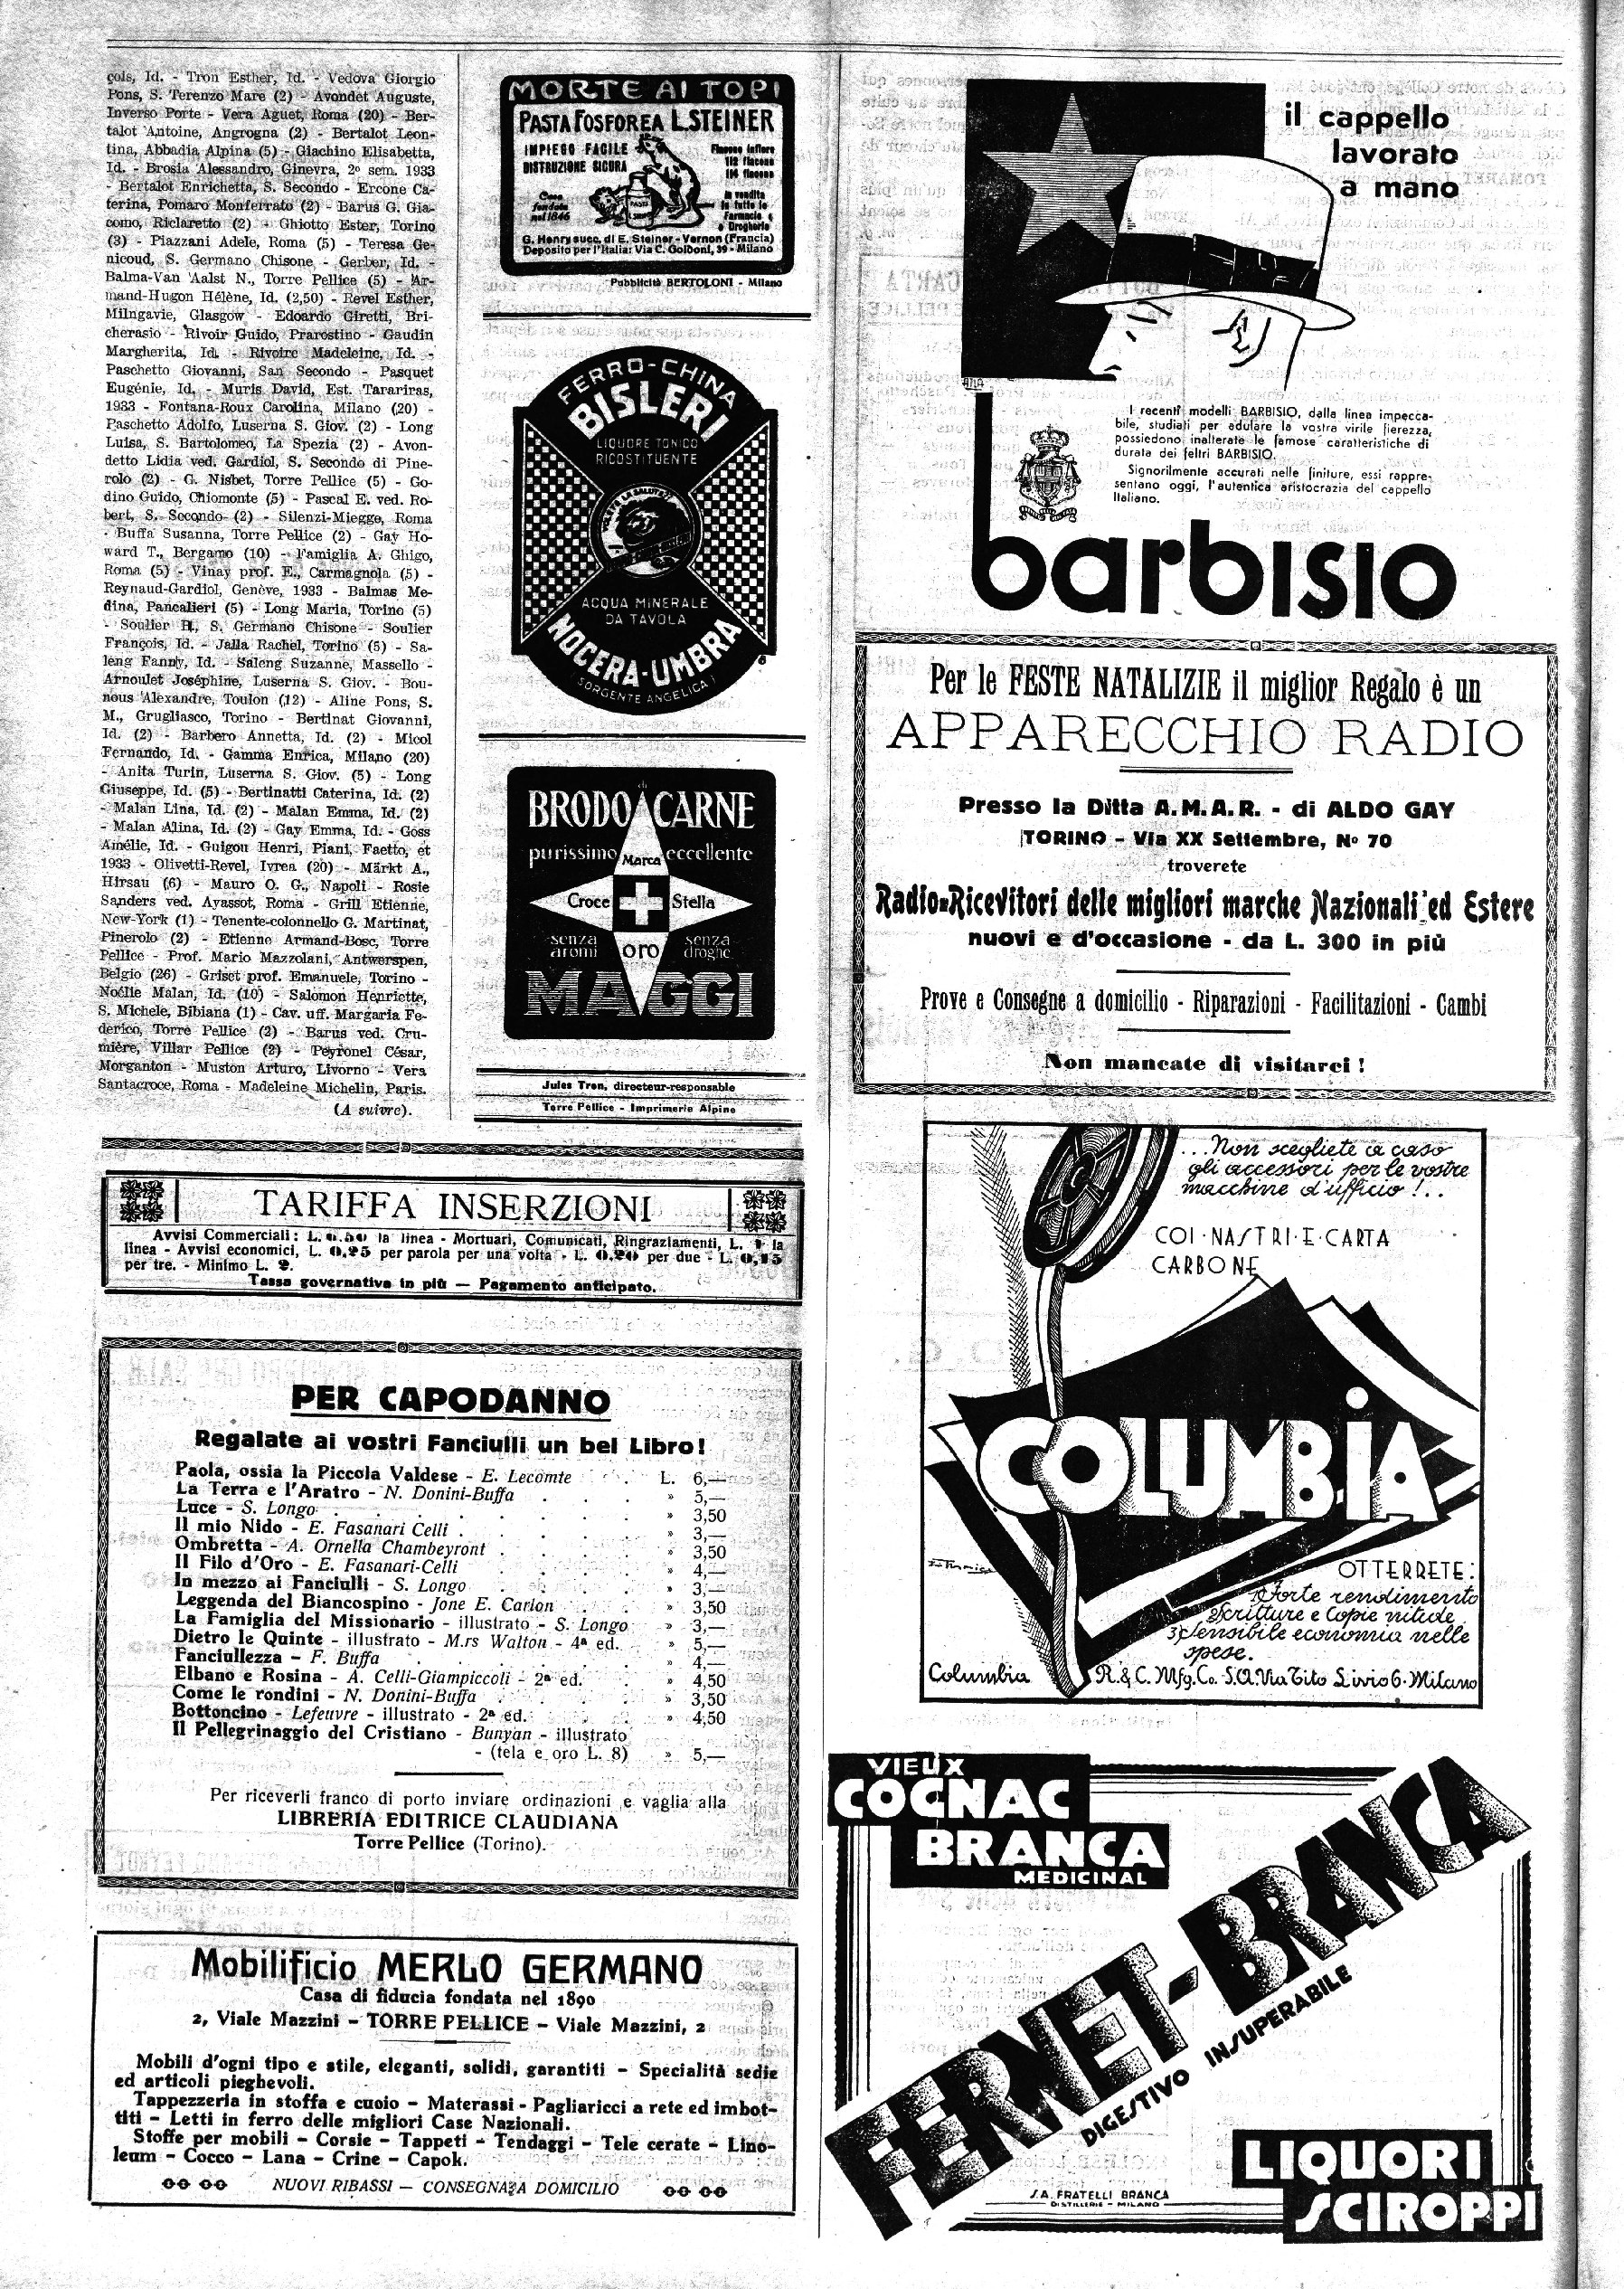 çois, Id. - Tron Esther, Id. - Vedova Giorgio
Pons, S. Terenzo Mare (2) - Avondet Auguste,
Inverso Porte - Vera Aguet, Roma (20) - Ber-
talot Antoine, Angrogna (2) - Bertalot Leon-
tina, Abbadia Alpina (5) - Giachino Elisabetta,
Id. - Brosia Alessandro, Ginevra, 2º sem. 1933
- Bertalot Enrichetta, S. Secondo - Ercone Ca-
terina, Pomaro Monferrato (2) - Barus G. Gia-
como, Riclaretto (2) - Ghiotto Ester, Torino
(3) - Piazzani Adele, Roma (5) - Teresa Ge-
nicoud, S. Germano Chisone - Gerber, Id. -
Balma-Van Aalst N., Torre Pellice (5) - Ar-
mand-Hugon Hélène, Id. (2,50) - Revel Esther,
Milngavie, Glasgow - Edoardo Giretti, Bri-
cherasio - Rivoir Guido, Prarostino - Gaudin
Margherita, Id. - Rivoire Madeleine, Id. -
Paschetto Giovanni, San Secondo - Pasquet
Eugénie, Id. - Muris David, Est. Tarariras,
1933 - Fontana-Roux Carolina, Milano (20) -
Paschetto Adolfo, Luserna S. Giov. (2) - Long
Luisa, S. Bartolomeo, La Spezia (2) - Avon-
detto Lidia ved. Gardiol, S. Secondo di Pine-
rolo (2) - G. Nisbet, Torre Pellice (5) - Go-
dino Guido, Chiomonte (5) - Pascal E. ved. Ro-
bert, S. Secondo (2) - Silenzi-Miegge, Roma
- Buffa Susanna, Torre Pellice (2) - Gay Ho-
ward T., Bergamo (10) - Famiglia A. Ghigo,
Roma (5) - Vinay prof. E., Carmagnola (5) -
Reynaud-Gardiol, Genève, 1933 - Balmas Me-
dina, Pancalieri (5) - Long Maria, Torino (5)
- Soulier H., S. Germano Chisone - Soulier
François, Id. - Jalla Rachel, Torino (5) - Sa-
leng Fanny, Id. - Saleng Suzanne, Massello -
Arnoulet Joséphine, Luserna S. Giov. - Bou-
nous Alexandre, Toulon (12) - Aline Pons, S.
M., Grugliasco, Torino - Bertinat Giovanni,
Id. (2) - Barbero Annetta, Id. (2) - Micol
Fernando, Id. - Gamma Enrica, Milano (20)
- Anita Turin, Luserna S. Giov. (5) - Long
Giuseppe, Id. (5) - Bertinatti Caterina, Id. (2)
- Malan Lina, Id. (2) - Malan Emma, Id. (2)
- Malan Alina, Id. (2) - Gay Emma, Id. - Goss
Amélie, Id. - Guigou Henri, Piani, Faetto, et
1933 - Olivetti-Revel, Ivrea (20) - Märkt A.,
Hirsau (6) - Mauro O. G., Napoli - Rosie
Sanders ved. Ayassot, Roma - Grill Etienne,
New-York (1) - Tenente-colonnello G. Martinat,
Pinerolo (2) - Etienne Armand-Bosc, Torre
Pellice - Prof. Mario Mazzolani, Antwerspen,
Belgio (26) - Griset prof. Emanuele, Torino -
Noélie Malan, Id. (10) - Salomon Henriette,
S. Michele, Bibiana (1) - Cav. uff. Margaria Fe-
derico, Torre Pellice (2) - Barus ved. Cru-
mière, Villar Pellice (2) - Peyronel César,
Morganton - Muston Arturo, Livorno - Vera
Santacroce, Roma - Madeleine Michelin, Paris.
(A suivre).
MORTE AI TOPI
PASTA FOSFOREA L. STEINER
IMPIEGO FACILE
DISTRUZIONE SICURA
Flacone intiero
1/2 flacone
1/4 flacone
Casa
fondata
nel 1846
in vendita
in tutte le
Farmacie e
Drogherie
G. Henry succ. di E. Steiner - Vernon (Francia)
Deposito per l'Italia: Via C. Goldoni, 39 - Milano
Pubblicità BERTOLONI - Milano
FERRO-CHINA
BISLERI
LIQUORE TONICO
RICOSTITUENTE
VOLETE LA SALUTE??
ACQUA MINERALE
DA TAVOLA
NOCERA-UMBRA
(SORGENTE ANGELICA)
BRODO di CARNE
purissimo Marca eccellente
Croce Stella
senza aromi oro senza droghe
MAGGI
Jules Tron, directeur-responsable
Torre Pellice - Imprimerie Alpine
TARIFFA INSERZIONI
Avvisi Commerciali: L. 0.50 la linea - Mortuari, Comunicati, Ringraziamenti, L. 1 la
linea - Avvisi economici, L. 0,25 per parola per una volta - L. 0,20 per due - L. 0,15
per tre. - Minimo L. 2.
Tassa governativa in più — Pagamento anticipato.
PER CAPODANNO
Regalate ai vostri Fanciulli un bel Libro!
Paola, ossia la Piccola Valdese - E. Lecomte . L. 6,—
La Terra e l'Aratro - N. Donini-Buffa . . . » 5,—
Luce - S. Longo . . . . . . » 3,50
Il mio Nido - E. Fasanari Celli . . . . » 3,—
Ombretta - A. Ornella Chambeyront . . . » 3,50
Il Filo d'Oro - E. Fasanari-Celli . . . . » 4,—
In mezzo ai Fanciulli - S. Longo . . . » 3,—
Leggenda del Biancospino - Jone E. Carlon . . » 3,50
La Famiglia del Missionario - illustrato - S. Longo » 3,—
Dietro le Quinte - illustrato - M.rs Walton - 4ª ed. » 5,—
Fanciullezza - F. Buffa . . . . . » 4,—
Elbano e Rosina - A. Celli-Giampiccoli - 2ª ed. » 4,50
Come le rondini - N. Donini-Buffa . . . » 3,50
Bottoncino - Lefeuvre - illustrato - 2ª ed. . . » 4,50
Il Pellegrinaggio del Cristiano - Bunyan - illustrato
- (tela e oro L. 8) » 5,—
Per riceverli franco di porto inviare ordinazioni e vaglia alla
LIBRERIA EDITRICE CLAUDIANA
Torre Pellice (Torino).
Mobilificio MERLO GERMANO
Casa di fiducia fondata nel 1890
2, Viale Mazzini - TORRE PELLICE - Viale Mazzini, 2
Mobili d'ogni tipo e stile, eleganti, solidi, garantiti - Specialità sedie
ed articoli pieghevoli.
Tappezzeria in stoffa e cuoio - Materassi - Pagliaricci a rete ed imbot-
titi - Letti in ferro delle migliori Case Nazionali.
Stoffe per mobili - Corsie - Tappeti - Tendaggi - Tele cerate - Lino-
leum - Cocco - Lana - Crine - Capok.
NUOVI RIBASSI — CONSEGNA A DOMICILIO
il cappello
lavorato
a mano
I recenti modelli BARBISIO, dalla linea impecca-
bile, studiati per adulare la vostra virile fierezza,
possiedono inalterate le famose caratteristiche di
durata dei feltri BARBISIO.
Signorilmente accurati nelle finiture, essi rappre-
sentano oggi, l'autentica aristocrazia del cappello
Italiano.
barbisio
Per le FESTE NATALIZIE il miglior Regalo è un
APPARECCHIO RADIO
Presso la Ditta A.M.A.R. - di ALDO GAY
TORINO - Via XX Settembre, Nº 70
troverete
Radio-Ricevitori delle migliori marche Nazionali ed Estere
nuovi e d'occasione - da L. 300 in più
Prove e Consegne a domicilio - Riparazioni - Facilitazioni - Cambi
Non mancate di visitarci!
...Non scegliete a caso
gli accessori per le vostre
macchine d'ufficio!..
COI·NASTRI·E·CARTA
CARBONE
COLUMBIA
OTTERRETE:
1) Forte rendimento
2) Scritture e Copie nitide
3) Sensibile economia nelle
spese.
Columbia R.&C. Mfg. Co. S.A. Via Tito Livio 6·Milano
VIEUX
COGNAC
BRANCA
MEDICINAL
FERNET-BRANCA
DIGESTIVO INSUPERABILE
S.A. FRATELLI BRANCA
DISTILLERIE - MILANO
LIQUORI
SCIROPPI